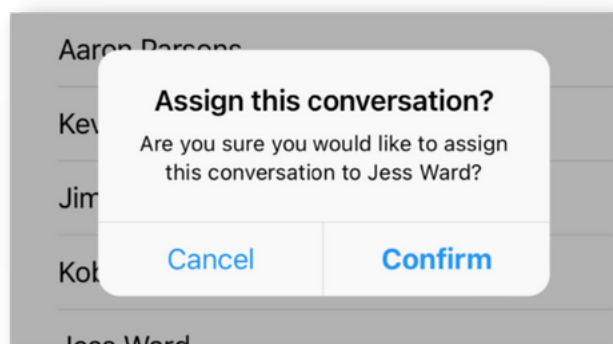 Aaron Parsons
Assign this conversation?
Kev
Are you sure you would like to assign
this conversation to Jess Ward?
Jim
Cancel
Confirm
Kob
Jess Ward